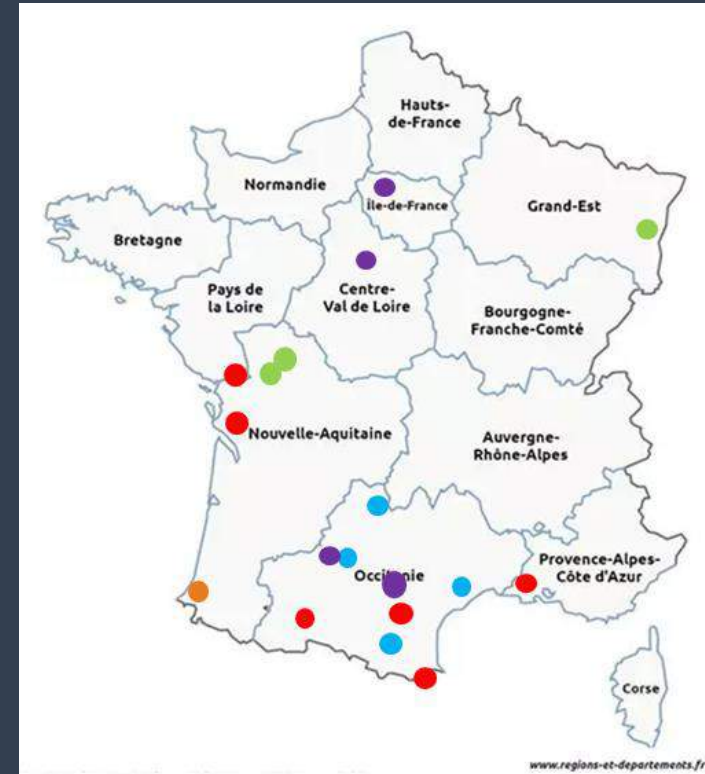 Hauts-
de-France
Normandie
Île-de-France
Grand-Est
Bretagne
Pays de
la Loire
Centre-
Val de Loire
Bourgogne-
Franche-Comté
Nouvelle-Aquitaine
Auvergne-
Rhône-Alpes
Provence-Alpes-
Côte d'Azur
Corse
www.regions-et-departements.fr